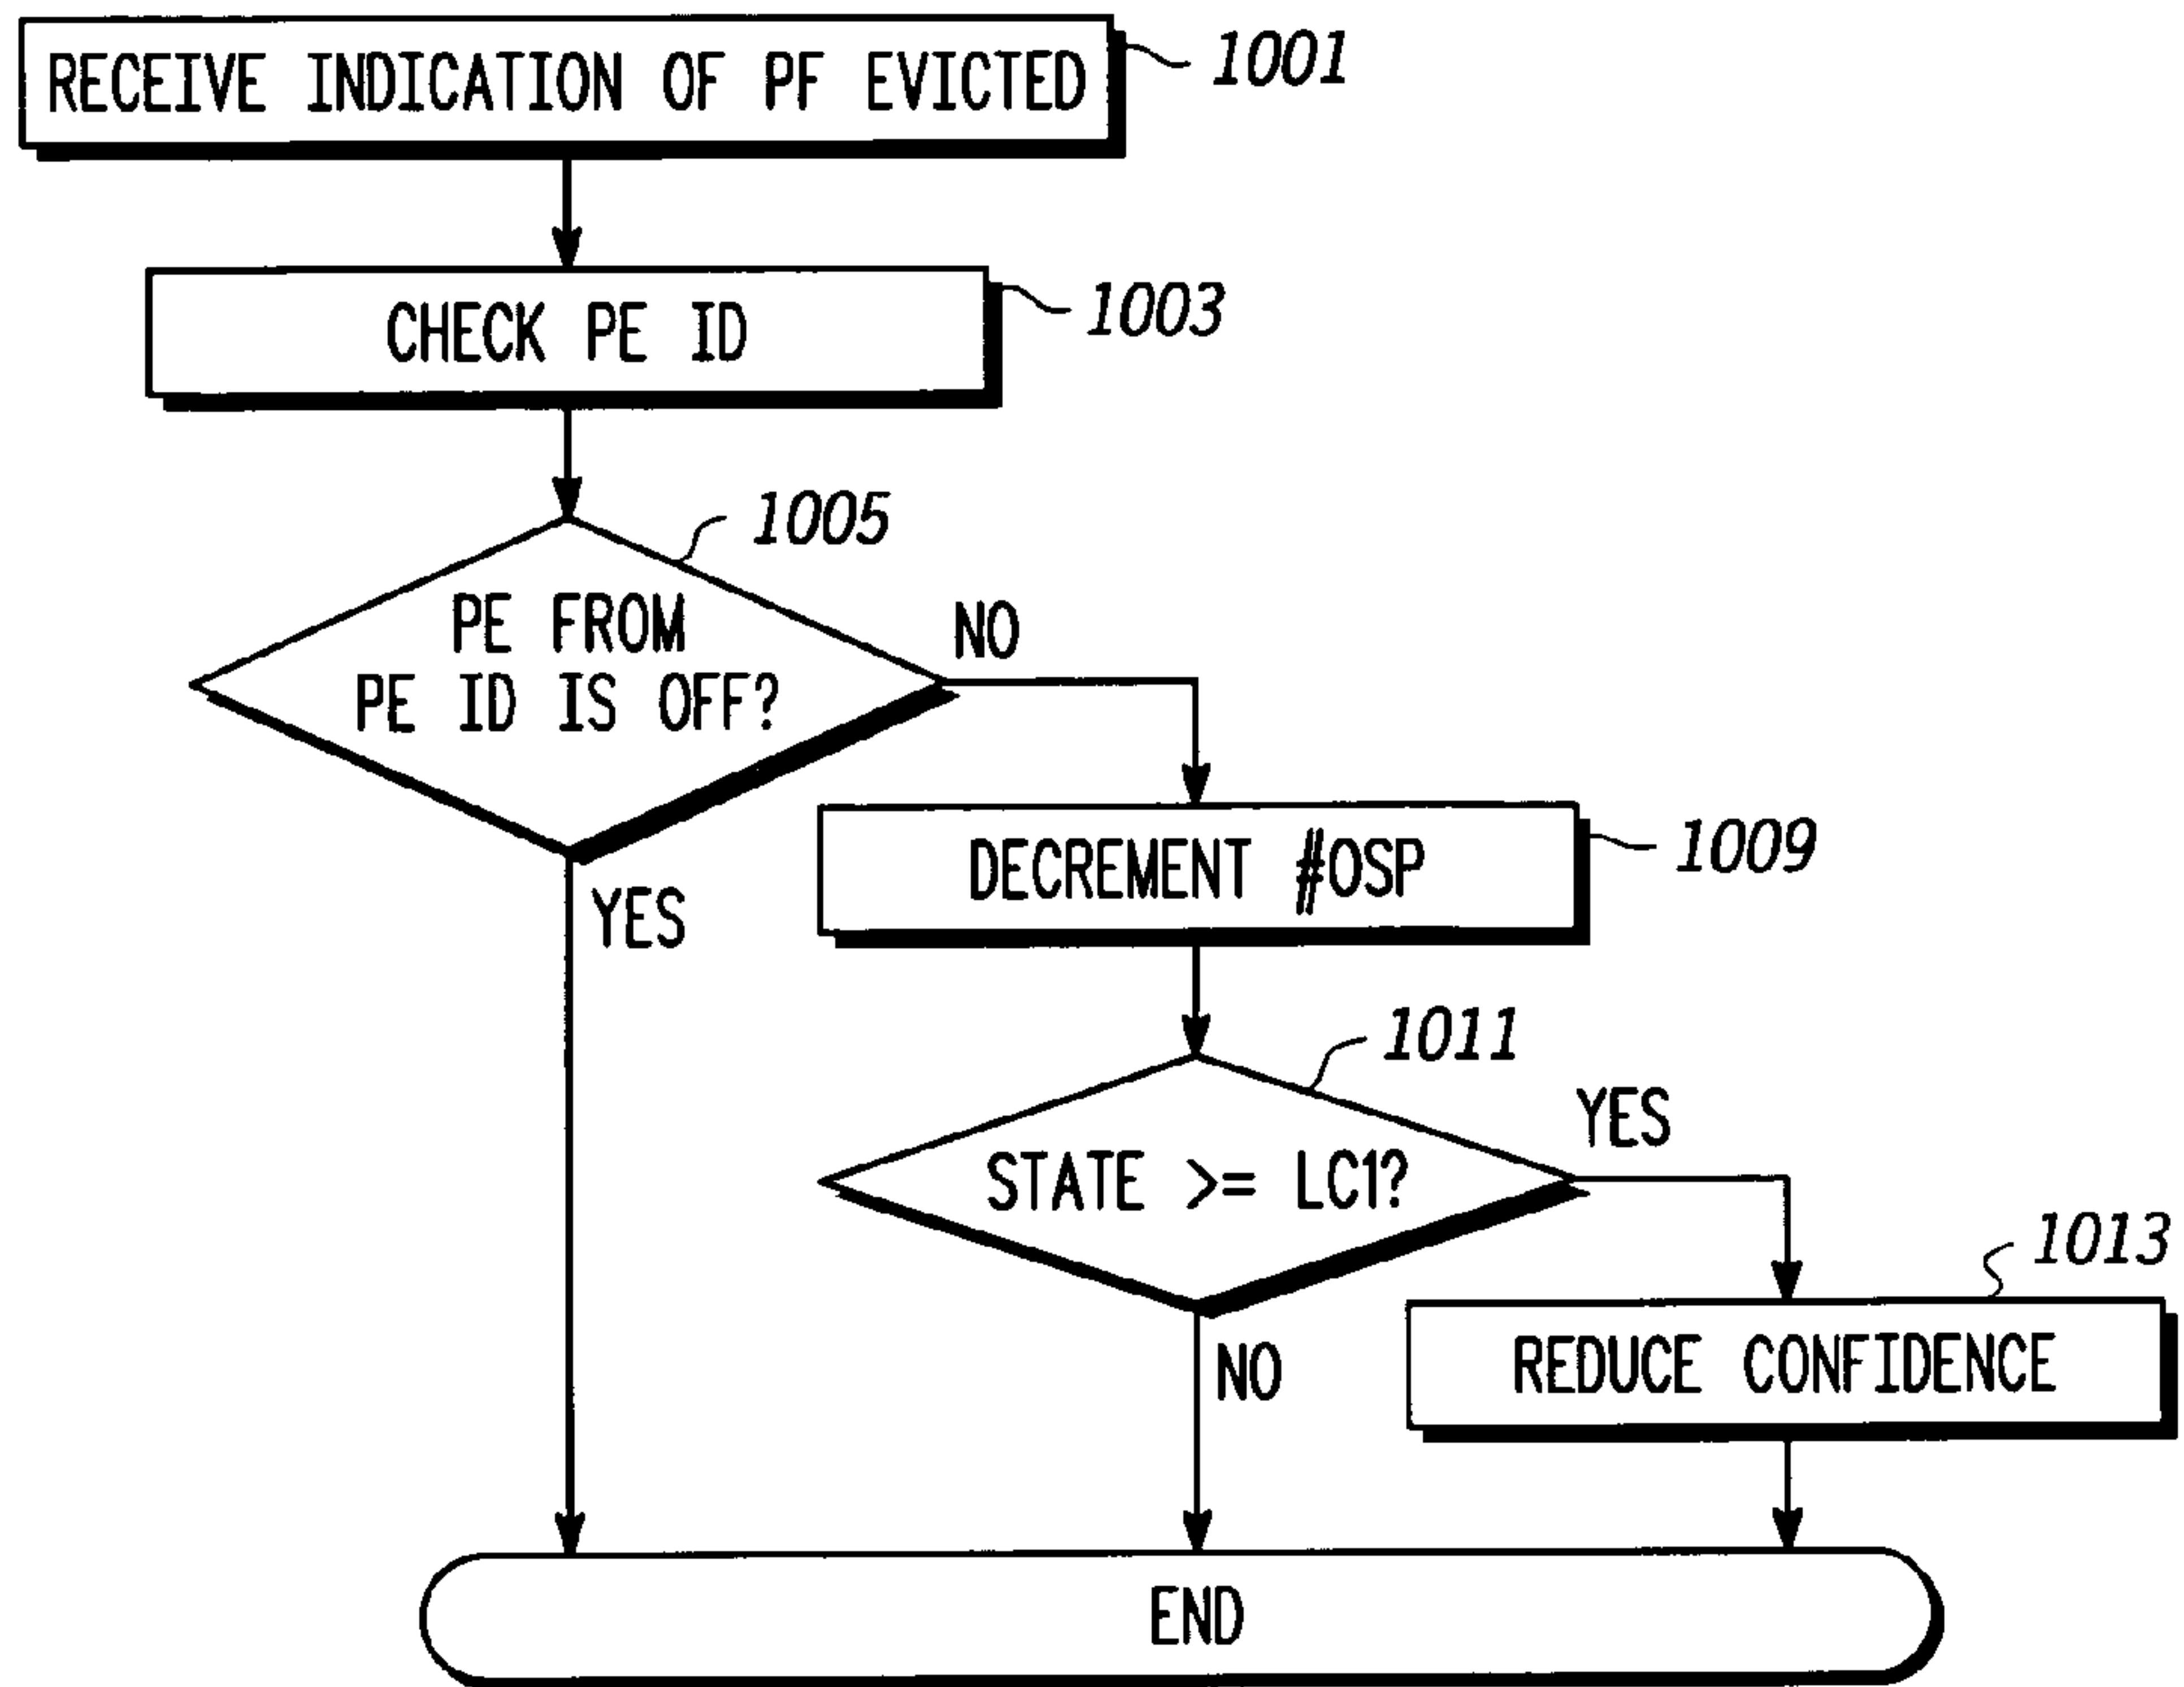 RECEIVE INDICATION OF PF EVICTED
1001
CHECK PE ID
1003
1005
PE FROM
PE ID IS OFF?
NO
YES
DECREMENT #OSP
1009
1011
STATE >= LC1?
YES
NO
1013
REDUCE CONFIDENCE
END